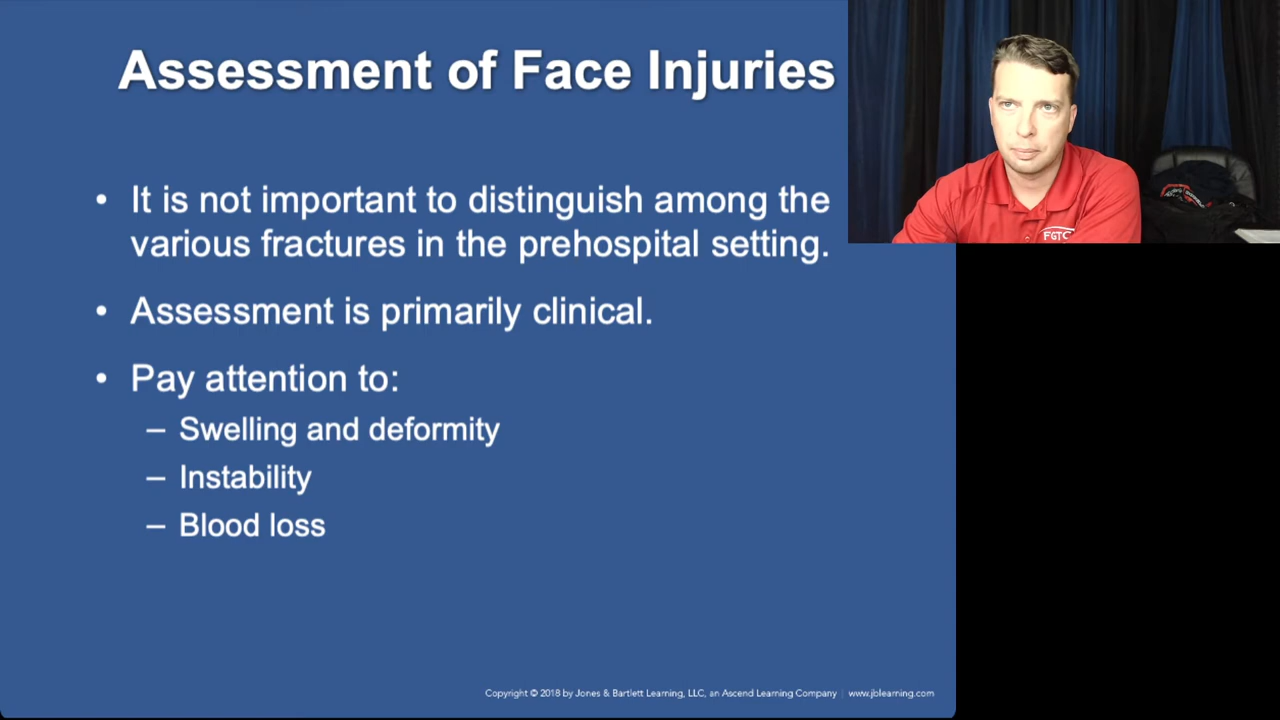 Assessment of Face Injuries
• It is not important to distinguish among the
various fractures in the prehospital setting.
• Assessment is primarily clinical.
• Pay attention to:
– Swelling and deformity
– Instability
– Blood loss
Copyright © 2018 by Jones & Bartlett Learning, LLC, an Ascend Learning Company | www.jblearning.com